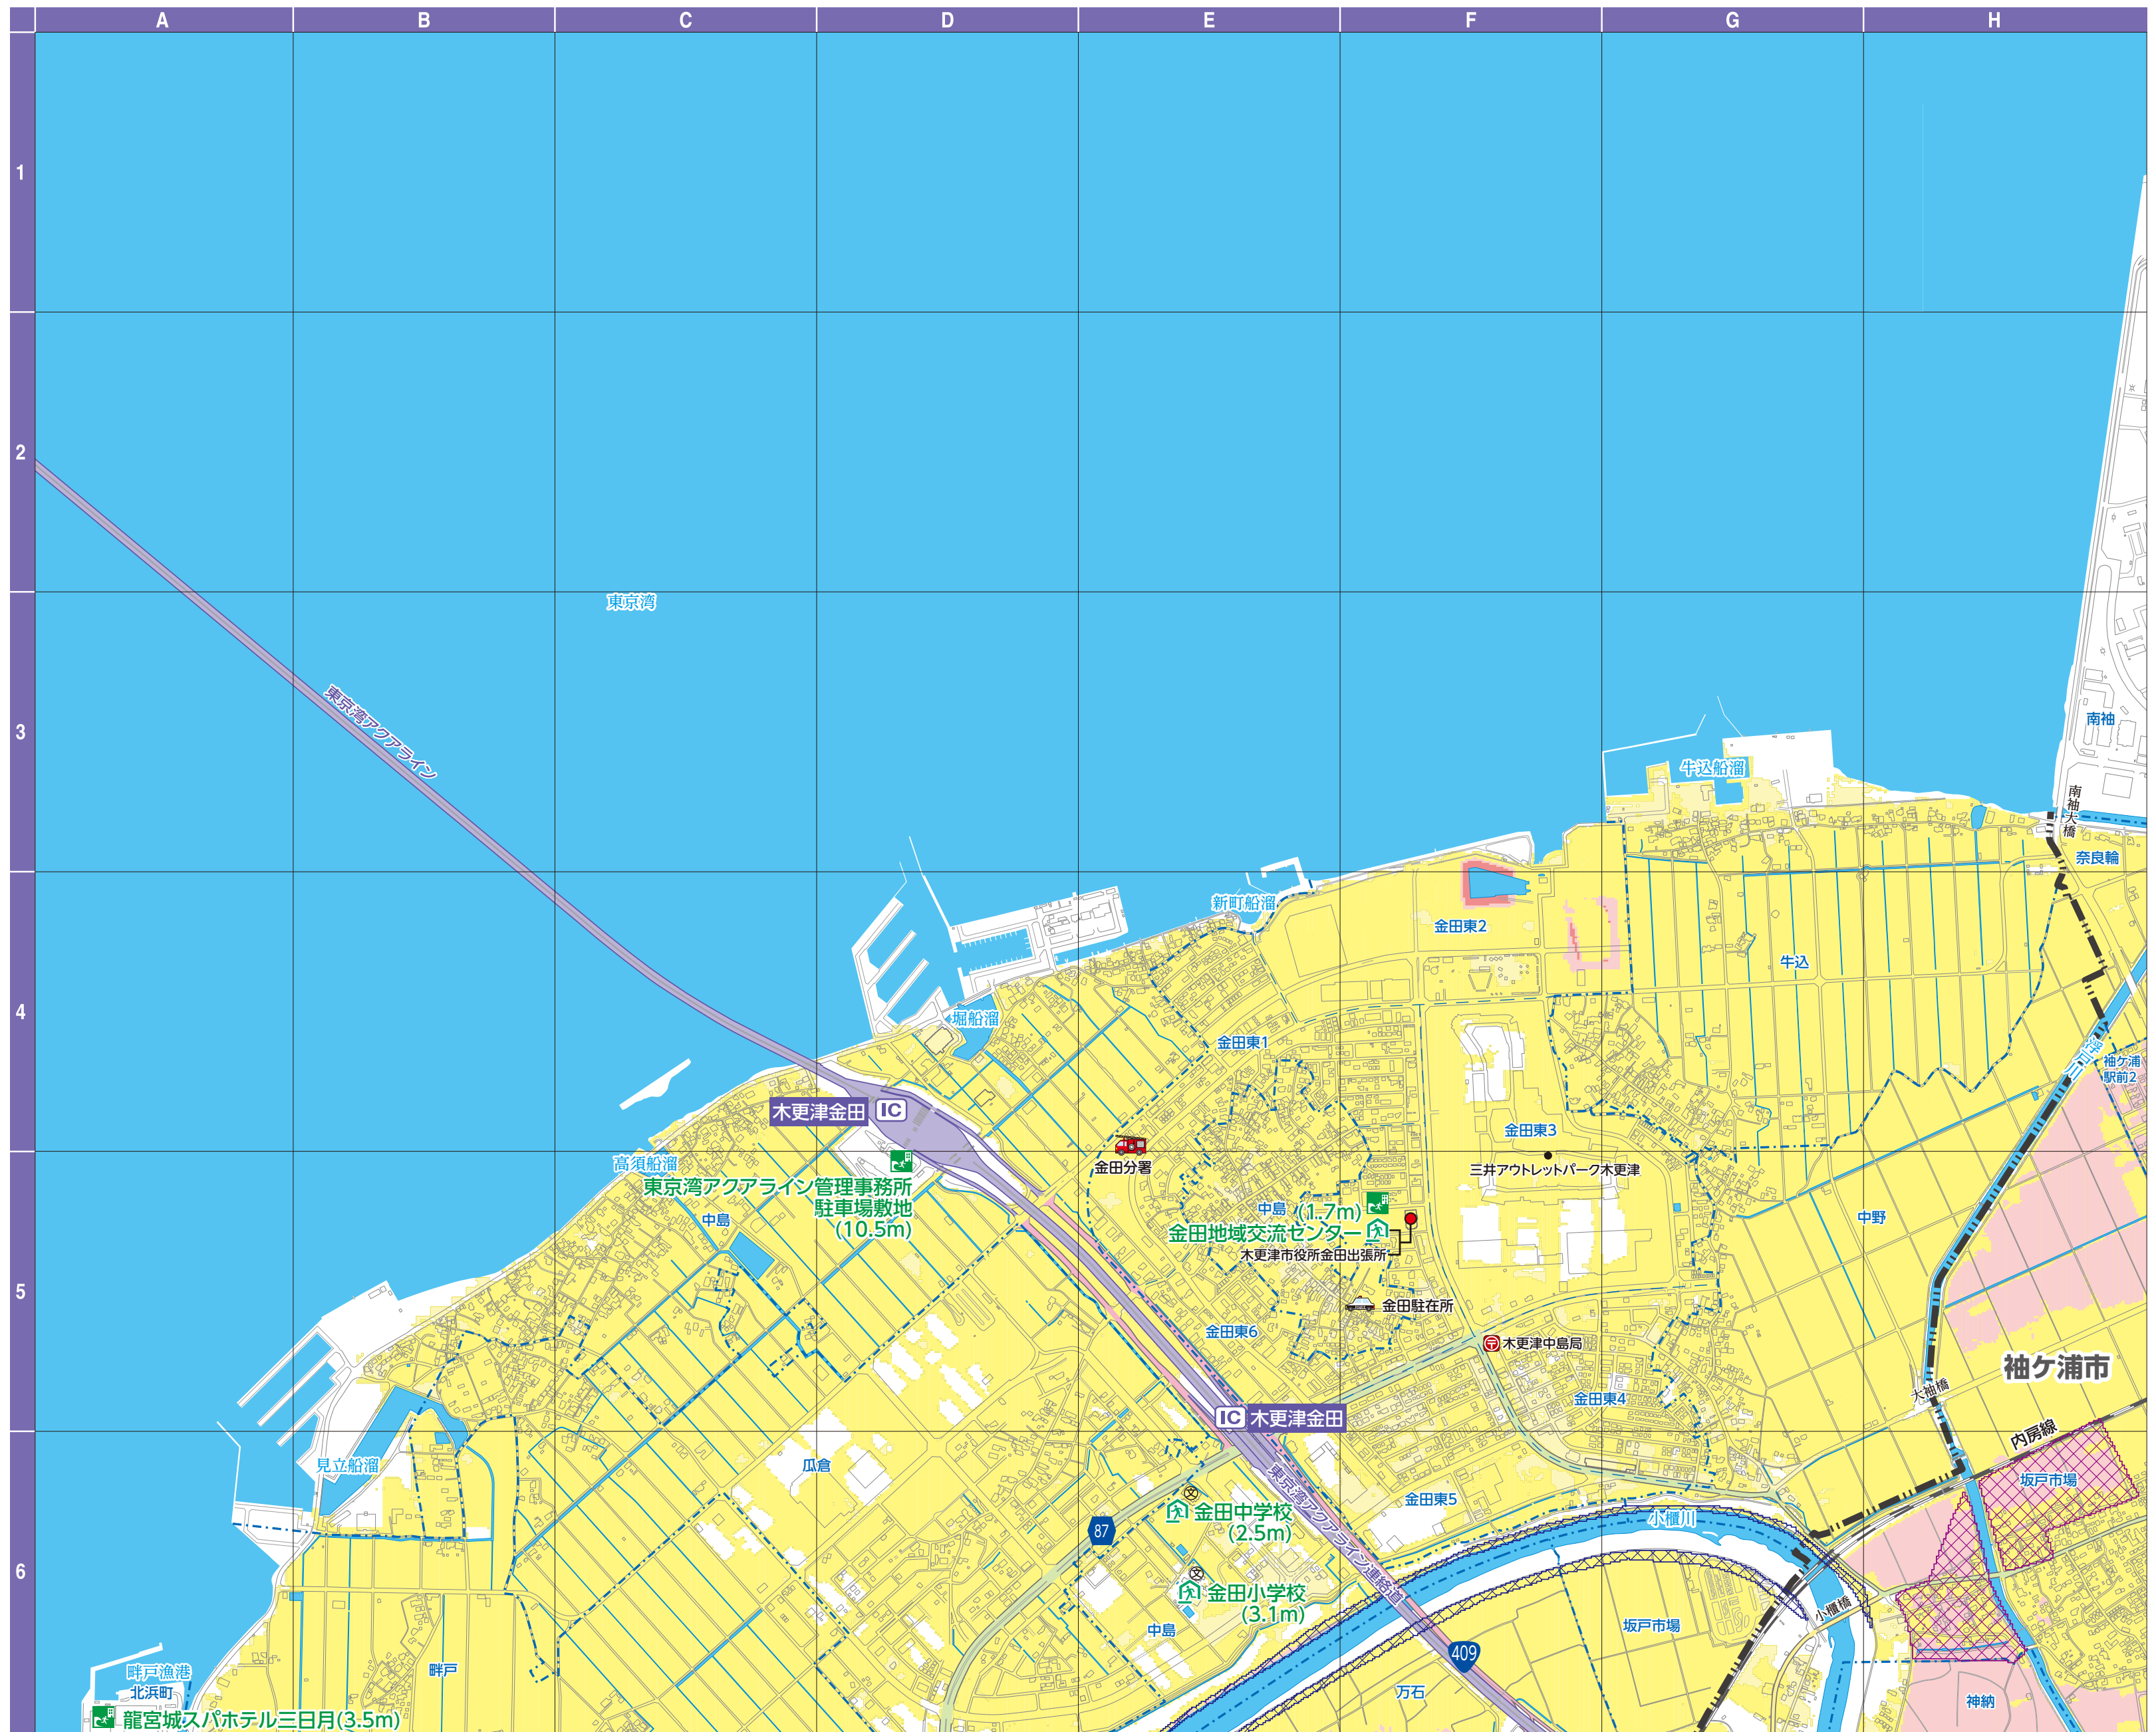 A B C D E F G H
1
2
東京湾
3
東京湾アクアライン
南袖
牛込船溜
南袖大橋
奈良輪
新町船溜
金田東2
牛込
4
堀船溜
金田東1
浮戸川
袖ケ浦
駅前2
木更津金田 IC
金田東3
高須船溜
金田分署
三井アウトレットパーク木更津
東京湾アクアライン管理事務所
駐車場敷地
(10.5m)
中島
中島
(1.7m)
金田地域交流センター
木更津市役所金田出張所
中野
5
金田駐在所
金田東6
木更津中島局
袖ケ浦市
大袖橋
金田東4
IC 木更津金田
内房線
見立船溜
瓜倉
東京湾アクアライン連絡道
坂戸市場
金田東5
金田中学校
(2.5m)
小櫃川
87
6
金田小学校
(3.1m)
小櫃橋
中島
坂戸市場
409
畔戸
畔戸漁港
北浜町
万石
神納
龍宮城スパホテル三日月(3.5m)